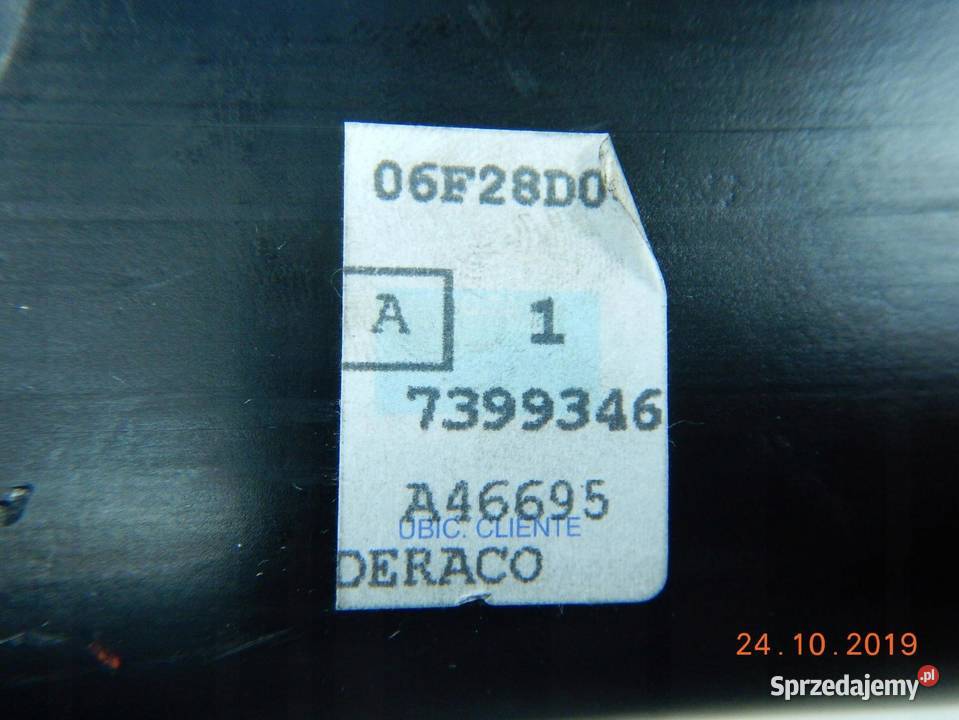 06F28D0
A 1
7399346
A46695
UBIC. CLIENTE
DERACO
24.10.2019
Sprzedajemy.pl